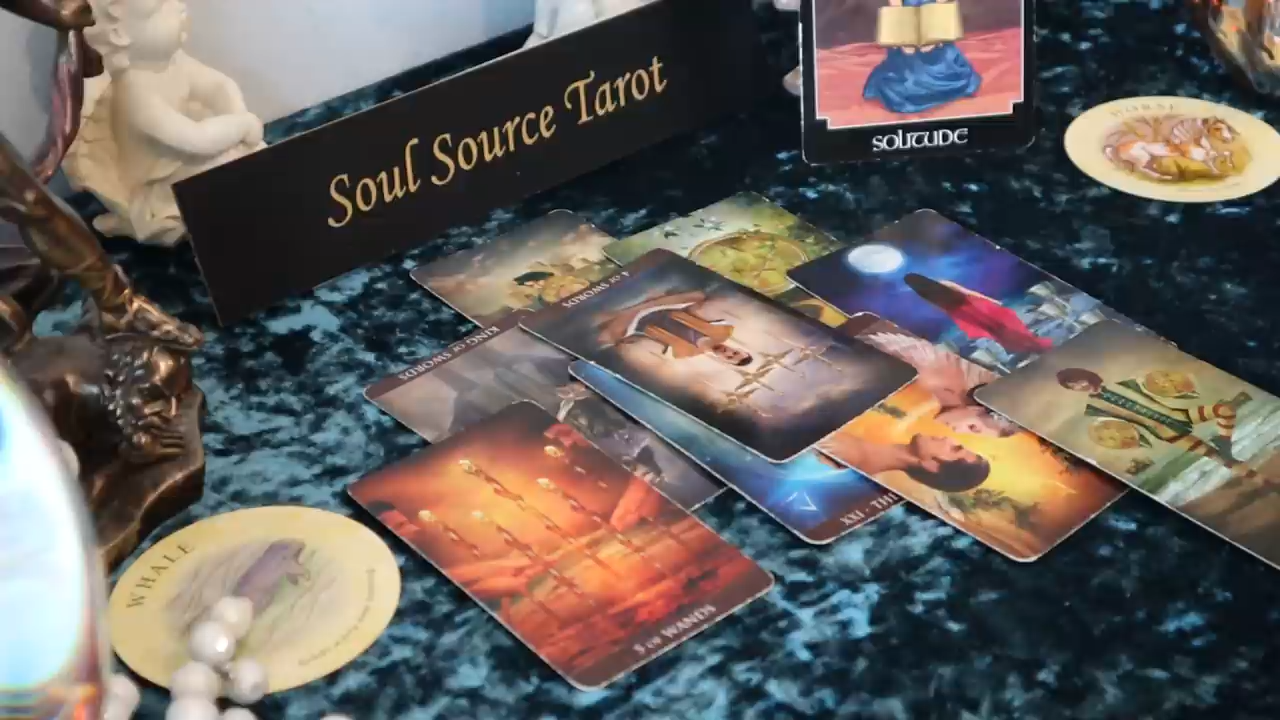 Soul Source Tarot
SOLITUDE
HORSE
4 OF SWORDS
KING OF SWORDS
XXI · THE
5 OF WANDS
WHALE